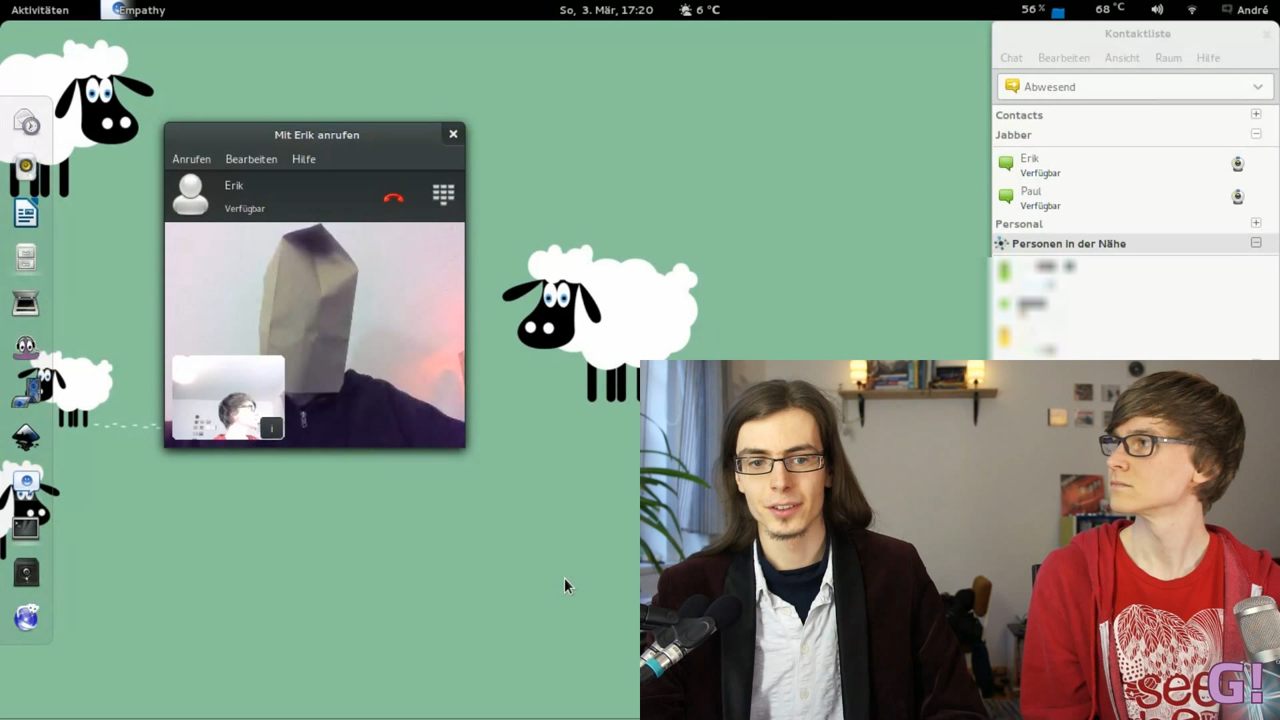 Aktivitäten
Empathy
So, 3. Mär, 17:20
6 °C
56 %
68 °C
André
Kontaktliste
Chat Bearbeiten Ansicht Raum Hilfe
Abwesend
Contacts
Jabber
Erik
Verfügbar
Paul
Verfügbar
Personal
Personen in der Nähe
Mit Erik anrufen
Anrufen Bearbeiten Hilfe
Erik
Verfügbar
i
see
G!